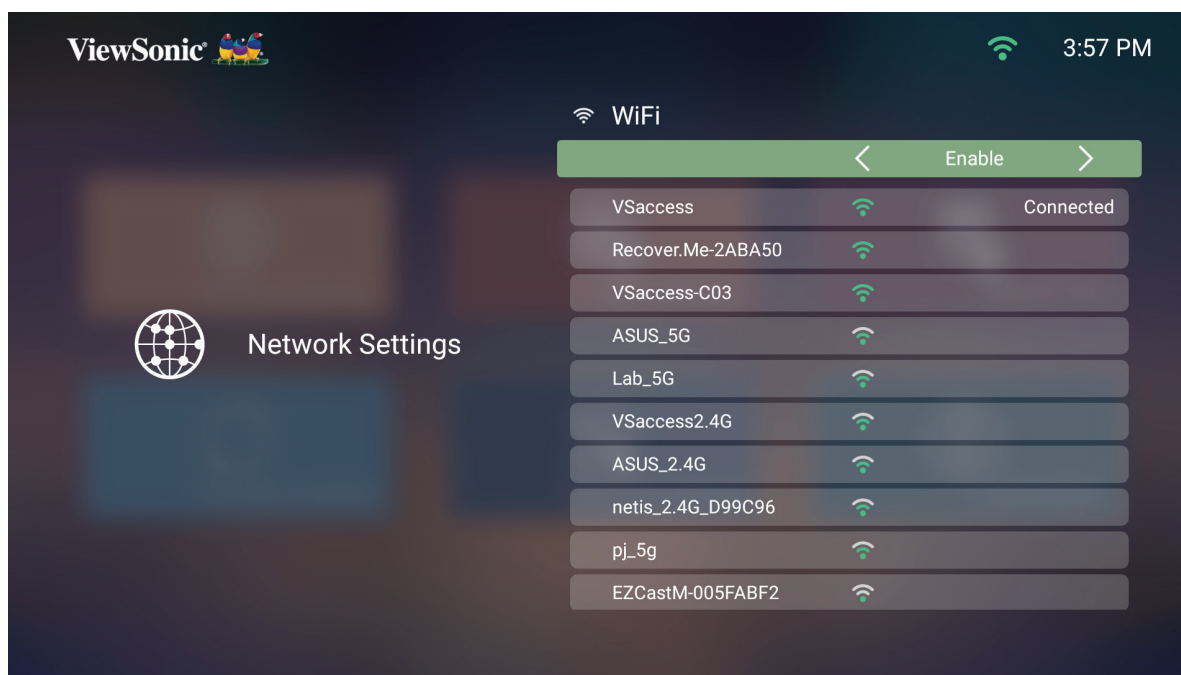 ViewSonic
3:57 PM
WiFi
Enable
VSaccess Connected
Recover.Me-2ABA50
VSaccess-C03
ASUS_5G
Network Settings
Lab_5G
VSaccess2.4G
ASUS_2.4G
netis_2.4G_D99C96
pj_5g
EZCastM-005FABF2